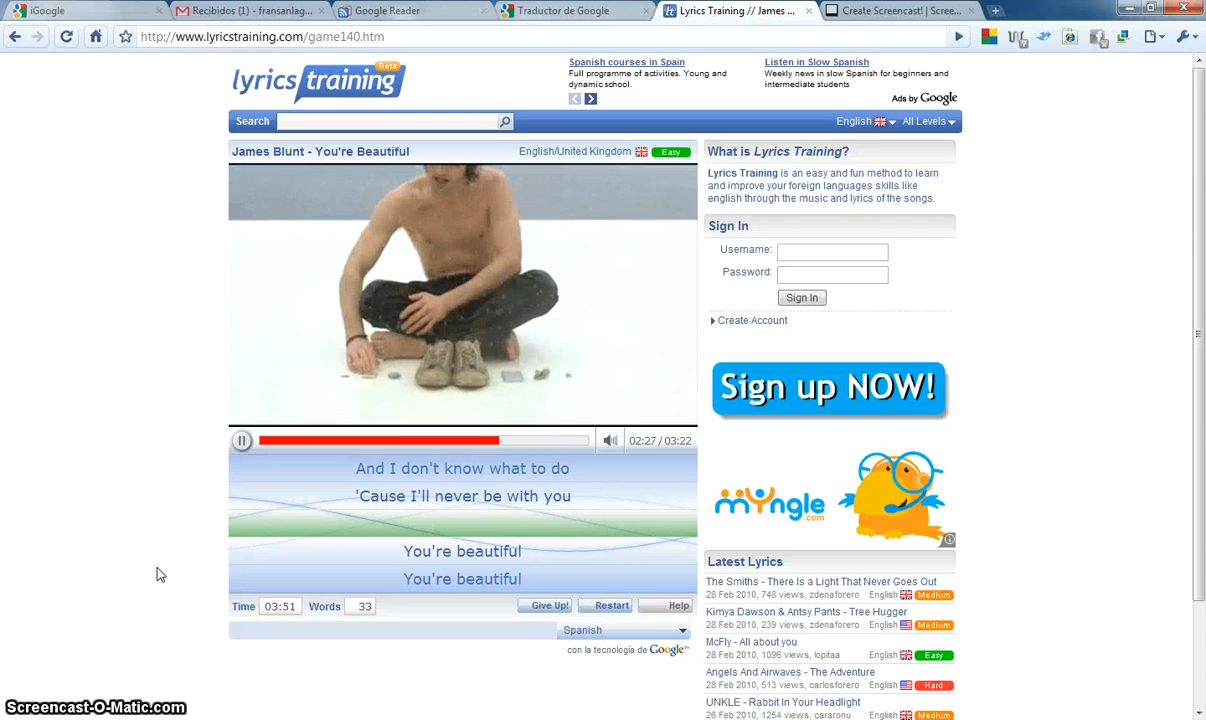 iGoogle
Recibidos (1) - fransanlag...
Google Reader
Traductor de Google
Lyrics Training // James ...
Create Screencast! | Scree...
http://www.lyricstraining.com/game140.htm
lyrics training
Beta
Spanish courses in Spain
Full programme of activities. Young and
dynamic school.
Listen in Slow Spanish
Weekly news in slow Spanish for beginners and
intermediate students
Ads by Google
Search
English
All Levels
James Blunt - You're Beautiful
English/United Kingdom
Easy
02:27 / 03:22
And I don't know what to do
'Cause I'll never be with you
You're beautiful
You're beautiful
Time 03:51 Words 33
Give Up!
Restart
Help
Spanish
con la tecnología de Google™
What is Lyrics Training?
Lyrics Training is an easy and fun method to learn
and improve your foreign languages skills like
english through the music and lyrics of the songs.
Sign In
Username:
Password:
Sign In
Create Account
Sign up NOW!
myngle.com
Latest Lyrics
The Smiths - There Is a Light That Never Goes Out
28 Feb 2010, 748 views, zdenaforero English Medium
Kimya Dawson & Antsy Pants - Tree Hugger
28 Feb 2010, 239 views, zdenaforero English Medium
McFly - All about you
28 Feb 2010, 1096 views, lopitaa English Easy
Angels And Airwaves - The Adventure
28 Feb 2010, 513 views, carlosforero English Hard
UNKLE - Rabbit In Your Headlight
26 Feb 2010, 1254 views, cararonu English Medium
Screencast-O-Matic.com